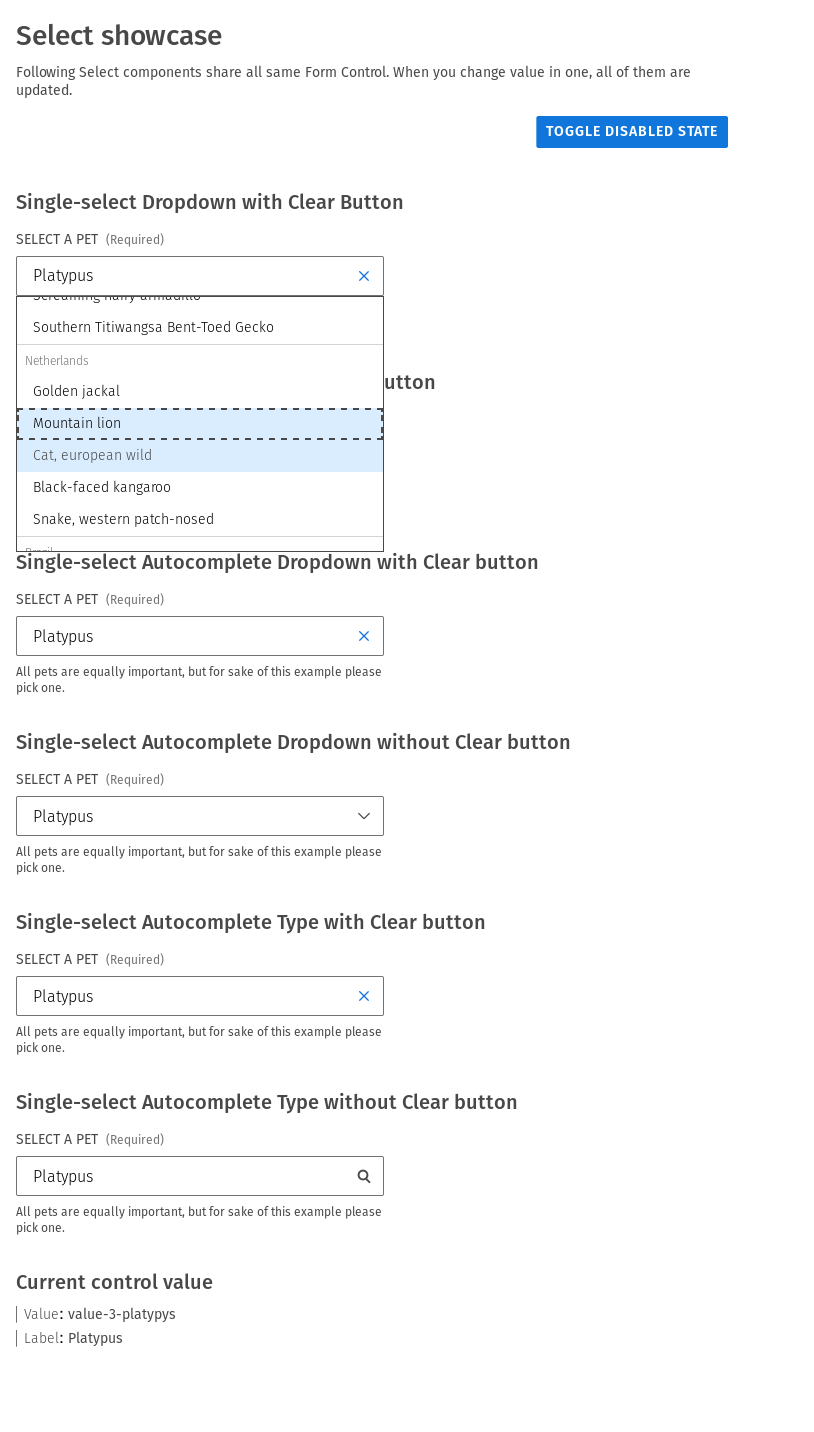 Select showcase
Following Select components share all same Form Control. When you change value in one, all of them are
updated.
TOGGLE DISABLED STATE
Single-select Dropdown with Clear Button
SELECT A PET (Required)
Platypus
Screaming hairy armadillo
Southern Titiwangsa Bent-Toed Gecko
Netherlands
Golden jackal
utton
Mountain lion
Cat, european wild
Black-faced kangaroo
Snake, western patch-nosed
Brazil
Single-select Autocomplete Dropdown with Clear button
SELECT A PET (Required)
Platypus
All pets are equally important, but for sake of this example please
pick one.
Single-select Autocomplete Dropdown without Clear button
SELECT A PET (Required)
Platypus
All pets are equally important, but for sake of this example please
pick one.
Single-select Autocomplete Type with Clear button
SELECT A PET (Required)
Platypus
All pets are equally important, but for sake of this example please
pick one.
Single-select Autocomplete Type without Clear button
SELECT A PET (Required)
Platypus
All pets are equally important, but for sake of this example please
pick one.
Current control value
Value: value-3-platypys
Label: Platypus